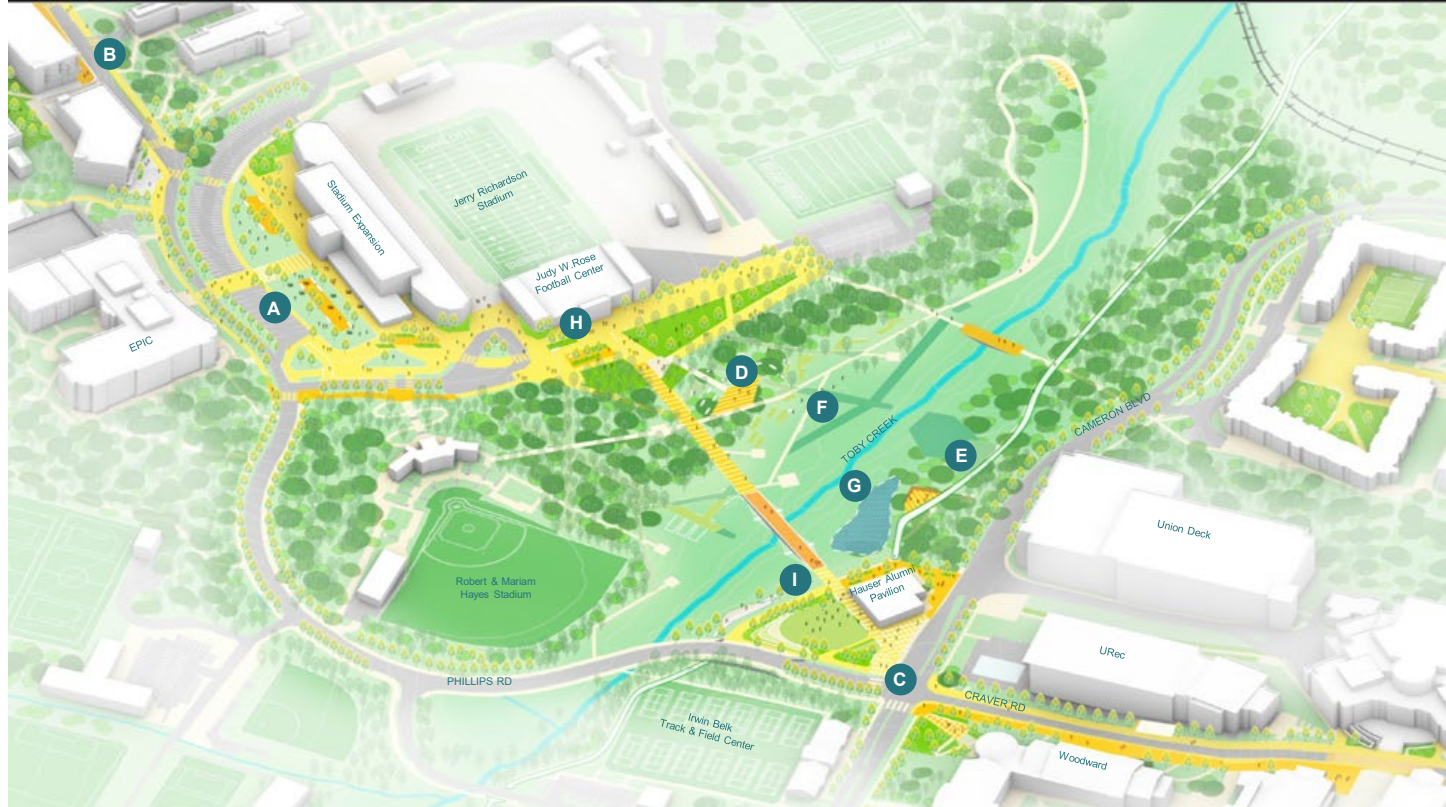 B
Stadium Expansion
Jerry Richardson
Stadium
Judy W.Rose
Football Center
A
H
EPIC
D
F
TOBY CREEK
E
CAMERON BLVD
G
Union Deck
Robert & Mariam
Hayes Stadium
I
Hauser Alumni
Pavilion
URec
PHILLIPS RD
C
CRAVER RD
Irwin Belk
Track & Field Center
Woodward